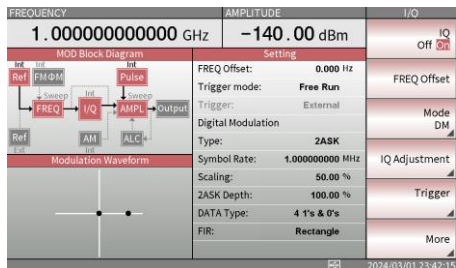 FREQUENCY AMPLITUDE I/Q
1.000000000000 GHz -140.00 dBm
IQ
Off On
MOD Block Diagram
Int Int Int
Ref FMΦM Pulse
Sweep Int Sweep
FREQ I/Q AMPL Output
Ref AM ALC
Ext Int
Modulation Waveform
Setting
FREQ Offset: 0.000 Hz
Trigger mode: Free Run
Trigger: External
Digital Modulation
Type: 2ASK
Symbol Rate: 1.000000000 MHz
Scaling: 50.00 %
2ASK Depth: 100.00 %
DATA Type: 4 1's & 0's
FIR: Rectangle
FREQ Offset
Mode
DM
IQ Adjustment
Trigger
More
2024/03/01 23:42:15